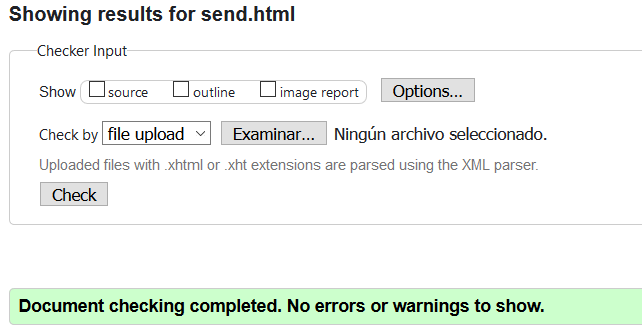 Showing results for send.html
Checker Input
Show source outline image report Options...
Check by file upload Examinar... Ningún archivo seleccionado.
Uploaded files with .xhtml or .xht extensions are parsed using the XML parser.
Check
Document checking completed. No errors or warnings to show.